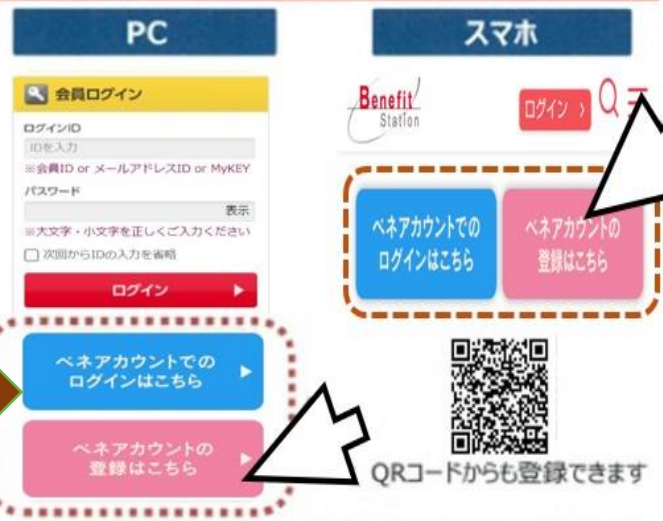 PC
会員ログイン
ログインID
IDを入力
※会員ID or メールアドレスID or MyKEY
パスワード
表示
※大文字・小文字を正しくご入力ください
次回からIDの入力を省略
ログイン
ベネアカウントでの
ログインはこちら
ベネアカウントの
登録はこちら
スマホ
Benefit
Station
ログイン
ベネアカウントでの
ログインはこちら
ベネアカウントの
登録はこちら
QRコードからも登録できます